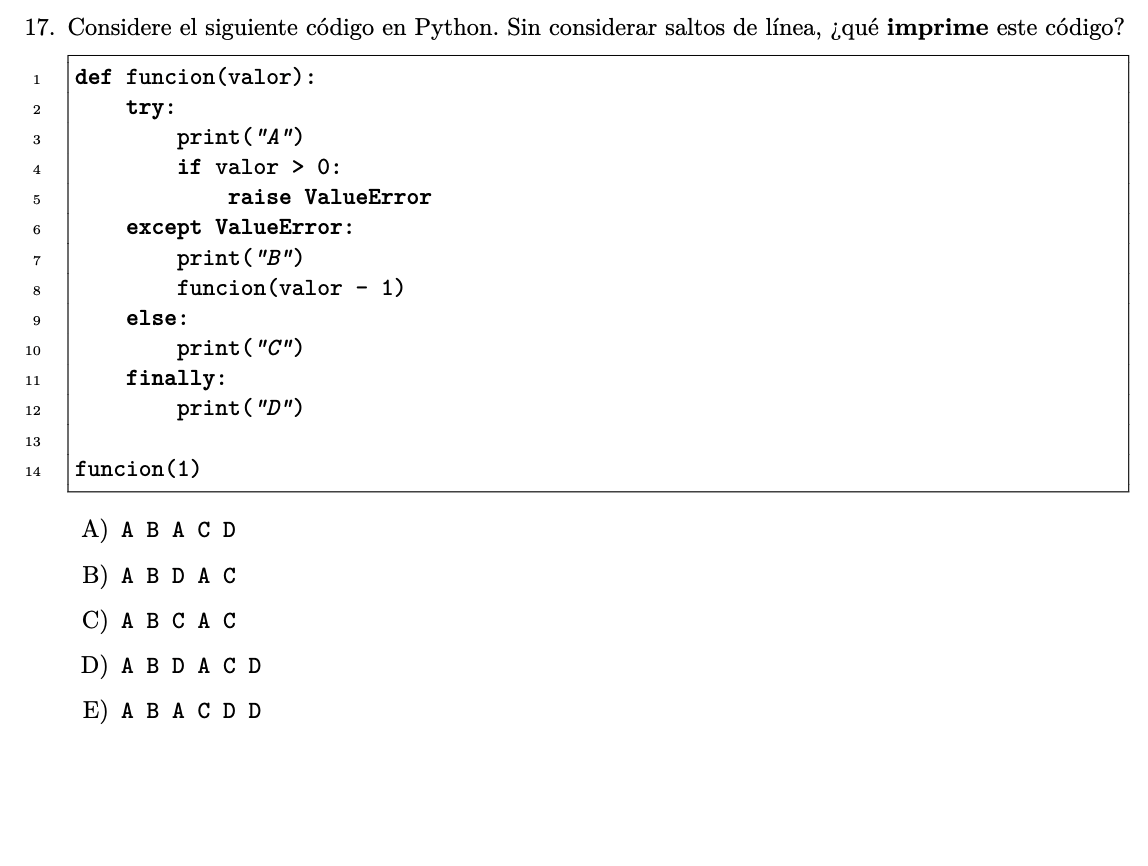 17. Considere el siguiente código en Python. Sin considerar saltos de línea, ¿qué imprime este código?
1 def funcion(valor):
2 try:
3 print("A")
4 if valor > 0:
5 raise ValueError
6 except ValueError:
7 print("B")
8 funcion(valor - 1)
9 else:
10 print("C")
11 finally:
12 print("D")
13
14 funcion(1)
A) A B A C D
B) A B D A C
C) A B C A C
D) A B D A C D
E) A B A C D D